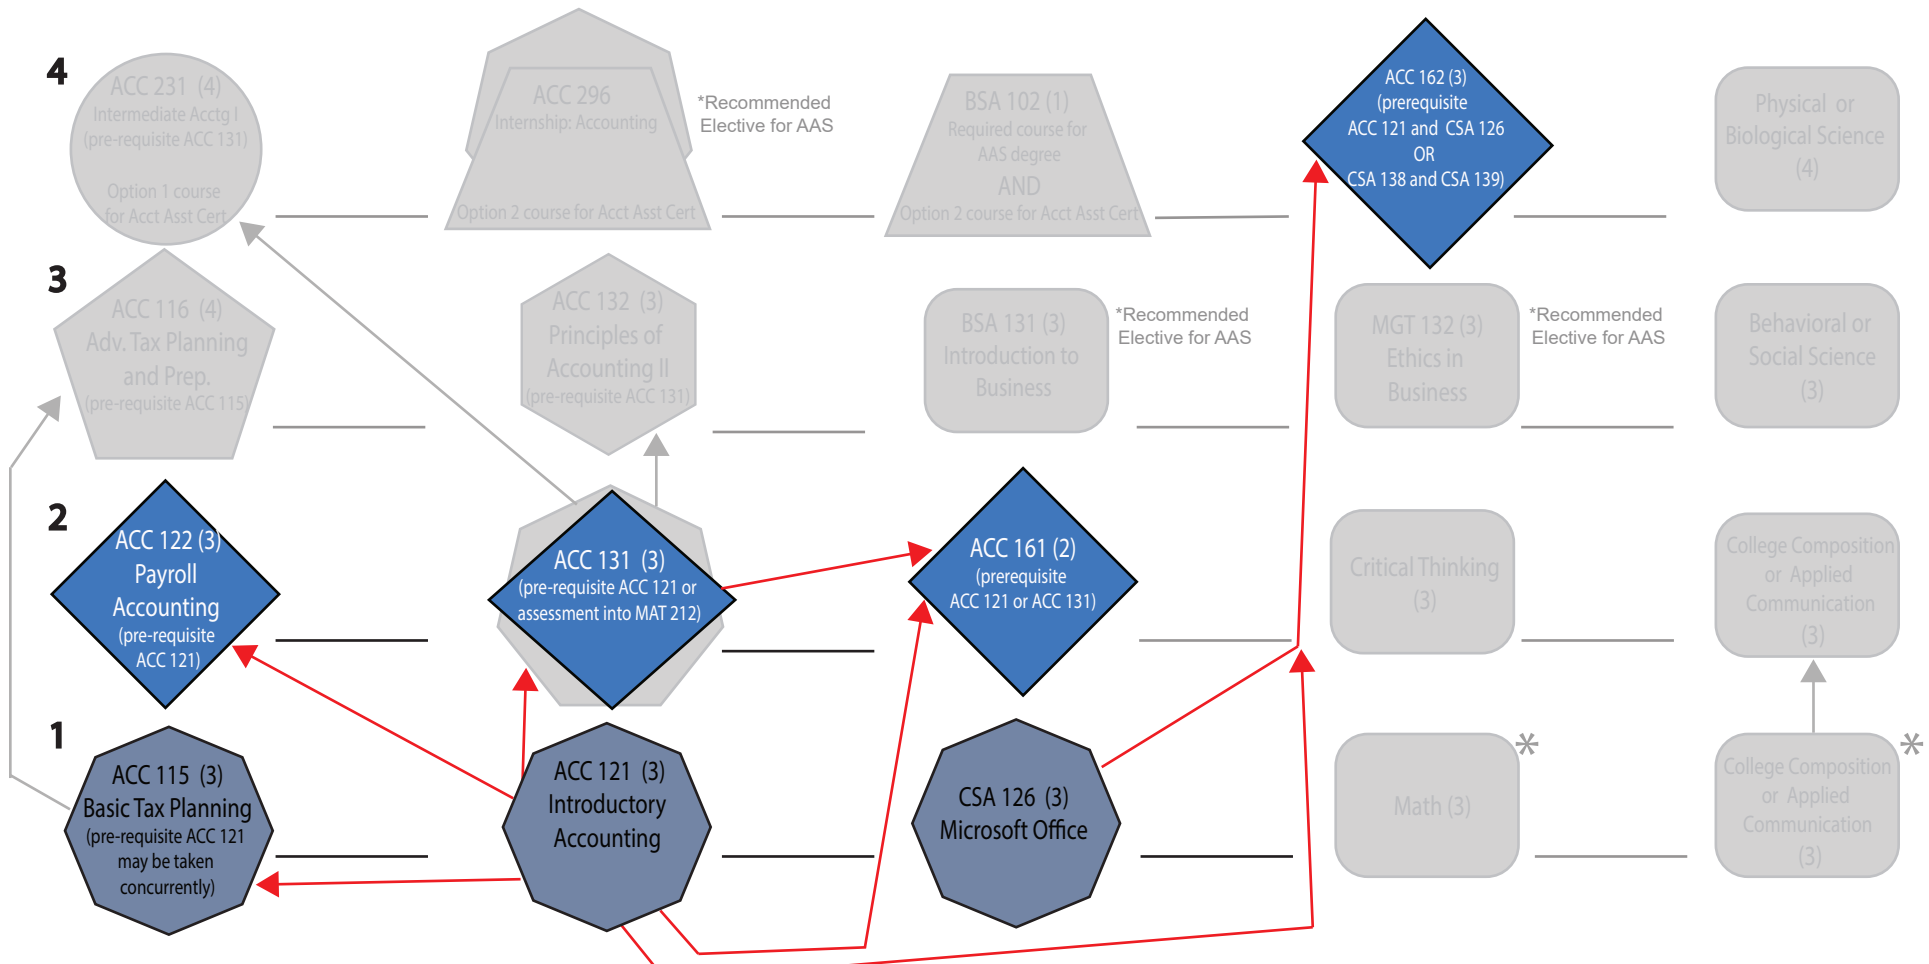 4
ACC 231 (4)
Intermediate Acctg I
(pre-requisite ACC 131)
Option 1 course
for Acct Asst Cert
ACC 296
Internship: Accounting
Option 2 course for Acct Asst Cert
*Recommended
Elective for AAS
BSA 102 (1)
Required course for
AAS degree
AND
Option 2 course for Acct Asst Cert
ACC 162 (3)
(prerequisite
ACC 121 and CSA 126
OR
CSA 138 and CSA 139)
Physical or
Biological Science
(4)
3
ACC 116 (4)
Adv. Tax Planning
and Prep.
(pre-requisite ACC 115)
ACC 132 (3)
Principles of
Accounting II
(pre-requisite ACC 131)
BSA 131 (3)
Introduction to
Business
*Recommended
Elective for AAS
MGT 132 (3)
Ethics in
Business
*Recommended
Elective for AAS
Behavioral or
Social Science
(3)
2
ACC 122 (3)
Payroll
Accounting
(pre-requisite
ACC 121)
ACC 131 (3)
(pre-requisite ACC 121 or
assessment into MAT 212)
ACC 161 (2)
(prerequisite
ACC 121 or ACC 131)
Critical Thinking
(3)
College Composition
or Applied
Communication
(3)
1
ACC 115 (3)
Basic Tax Planning
(pre-requisite ACC 121
may be taken
concurrently)
ACC 121 (3)
Introductory
Accounting
CSA 126 (3)
Microsoft Office
Math (3)
*
College Composition
or Applied
Communication
(3)
*